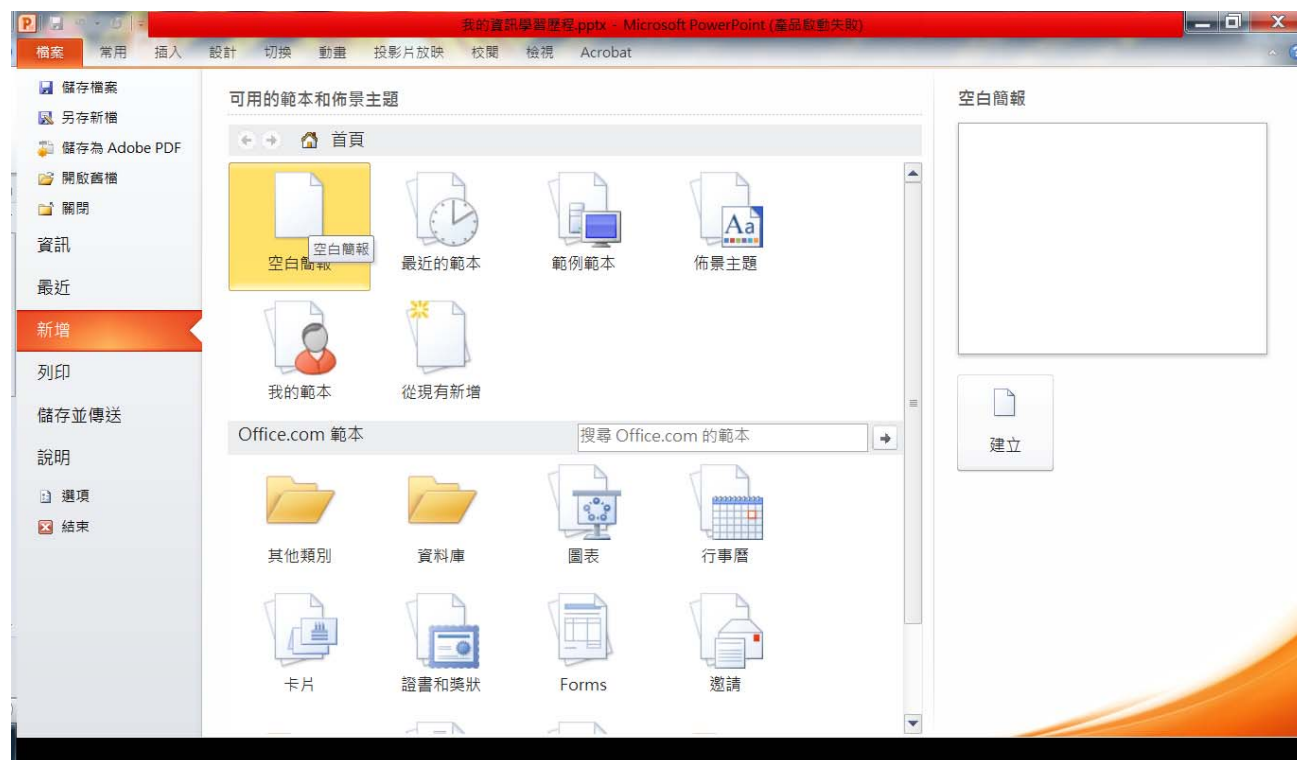 我的資訊學習歷程.pptx - Microsoft PowerPoint (產品啟動失敗)
檔案 常用 插入 設計 切換 動畫 投影片放映 校閱 檢視 Acrobat
儲存檔案
另存新檔
儲存為 Adobe PDF
開啟舊檔
關閉
資訊
最近
新增
列印
儲存並傳送
說明
選項
結束
可用的範本和佈景主題
首頁
空白簡報
空白簡報 最近的範本 範例範本 佈景主題
我的範本 從現有新增
Office.com 範本 搜尋 Office.com 的範本
其他類別 資料庫 圖表 行事曆
卡片 證書和獎狀 Forms 邀請
空白簡報
建立